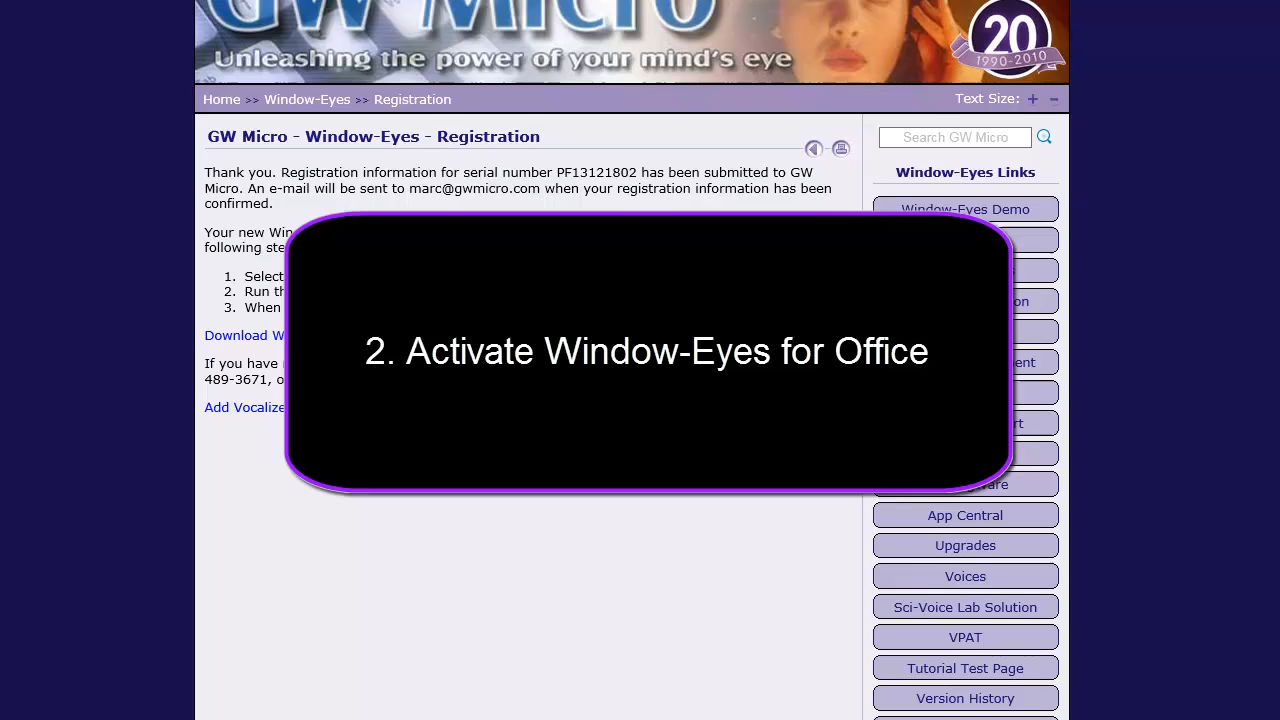 GW Micro
Unleashing the power of your mind's eye
20
1990-2010
Home >> Window-Eyes >> Registration
Text Size: + -
GW Micro - Window-Eyes - Registration
Thank you. Registration information for serial number PF13121802 has been submitted to GW
Micro. An e-mail will be sent to marc@gwmicro.com when your registration information has been
confirmed.
Your new
following
1. Select
2. Run
3. When
Download
If you have
489-3671,
Add
2. Activate Window-Eyes for Office
Search GW Micro
Window-Eyes Links
Window-Eyes Demo
App Central
Upgrades
Voices
Sci-Voice Lab Solution
VPAT
Tutorial Test Page
Version History